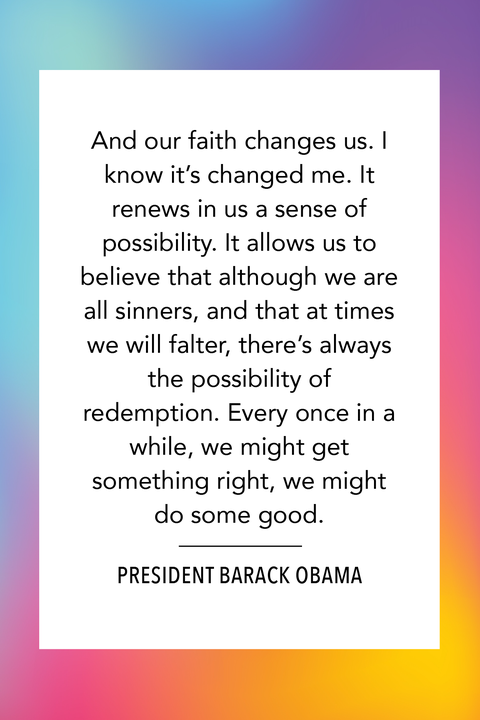 And our faith changes us. I
know it’s changed me. It
renews in us a sense of
possibility. It allows us to
believe that although we are
all sinners, and that at times
we will falter, there’s always
the possibility of
redemption. Every once in a
while, we might get
something right, we might
do some good.
PRESIDENT BARACK OBAMA